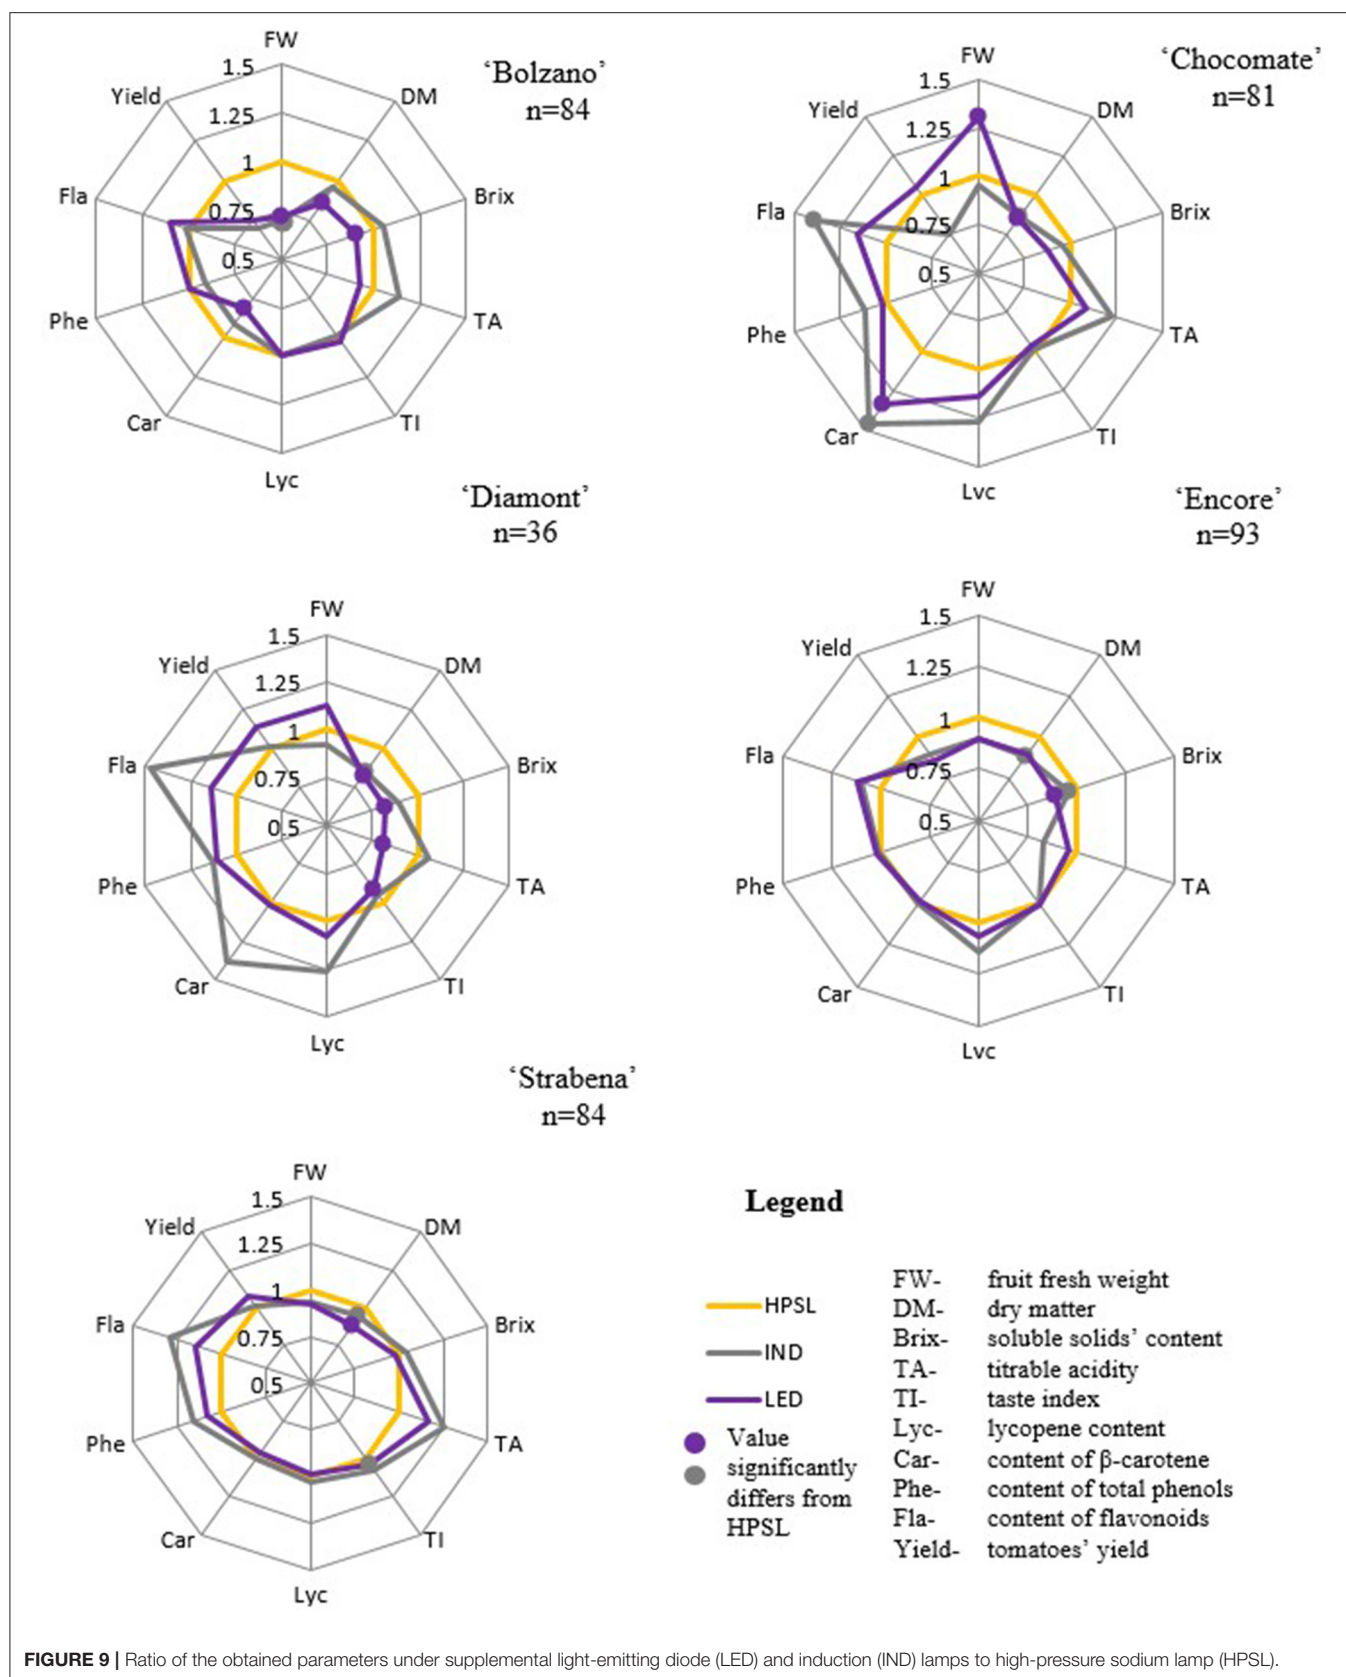 ‘Bolzano’
n=84
FW
1.5
1.25
1
0.75
0.5
DM
Brix
TA
TI
Lyc
Car
Phe
Fla
Yield
‘Chocomate’
n=81
FW
1.5
1.25
1
0.75
0.5
DM
Brix
TA
TI
Lvc
Car
Phe
Fla
Yield
‘Diamont’
n=36
FW
1.5
1.25
1
0.75
0.5
DM
Brix
TA
TI
Lyc
Car
Phe
Fla
Yield
‘Encore’
n=93
FW
1.5
1.25
1
0.75
0.5
DM
Brix
TA
TI
Lvc
Car
Phe
Fla
Yield
‘Strabena’
n=84
FW
1.5
1.25
1
0.75
0.5
DM
Brix
TA
TI
Lyc
Car
Phe
Fla
Yield
Legend
HPSL
IND
LED
Value
significantly
differs from
HPSL
FW- fruit fresh weight
DM- dry matter
Brix- soluble solids’ content
TA- titrable acidity
TI- taste index
Lyc- lycopene content
Car- content of β-carotene
Phe- content of total phenols
Fla- content of flavonoids
Yield- tomatoes’ yield
FIGURE 9 | Ratio of the obtained parameters under supplemental light-emitting diode (LED) and induction (IND) lamps to high-pressure sodium lamp (HPSL).